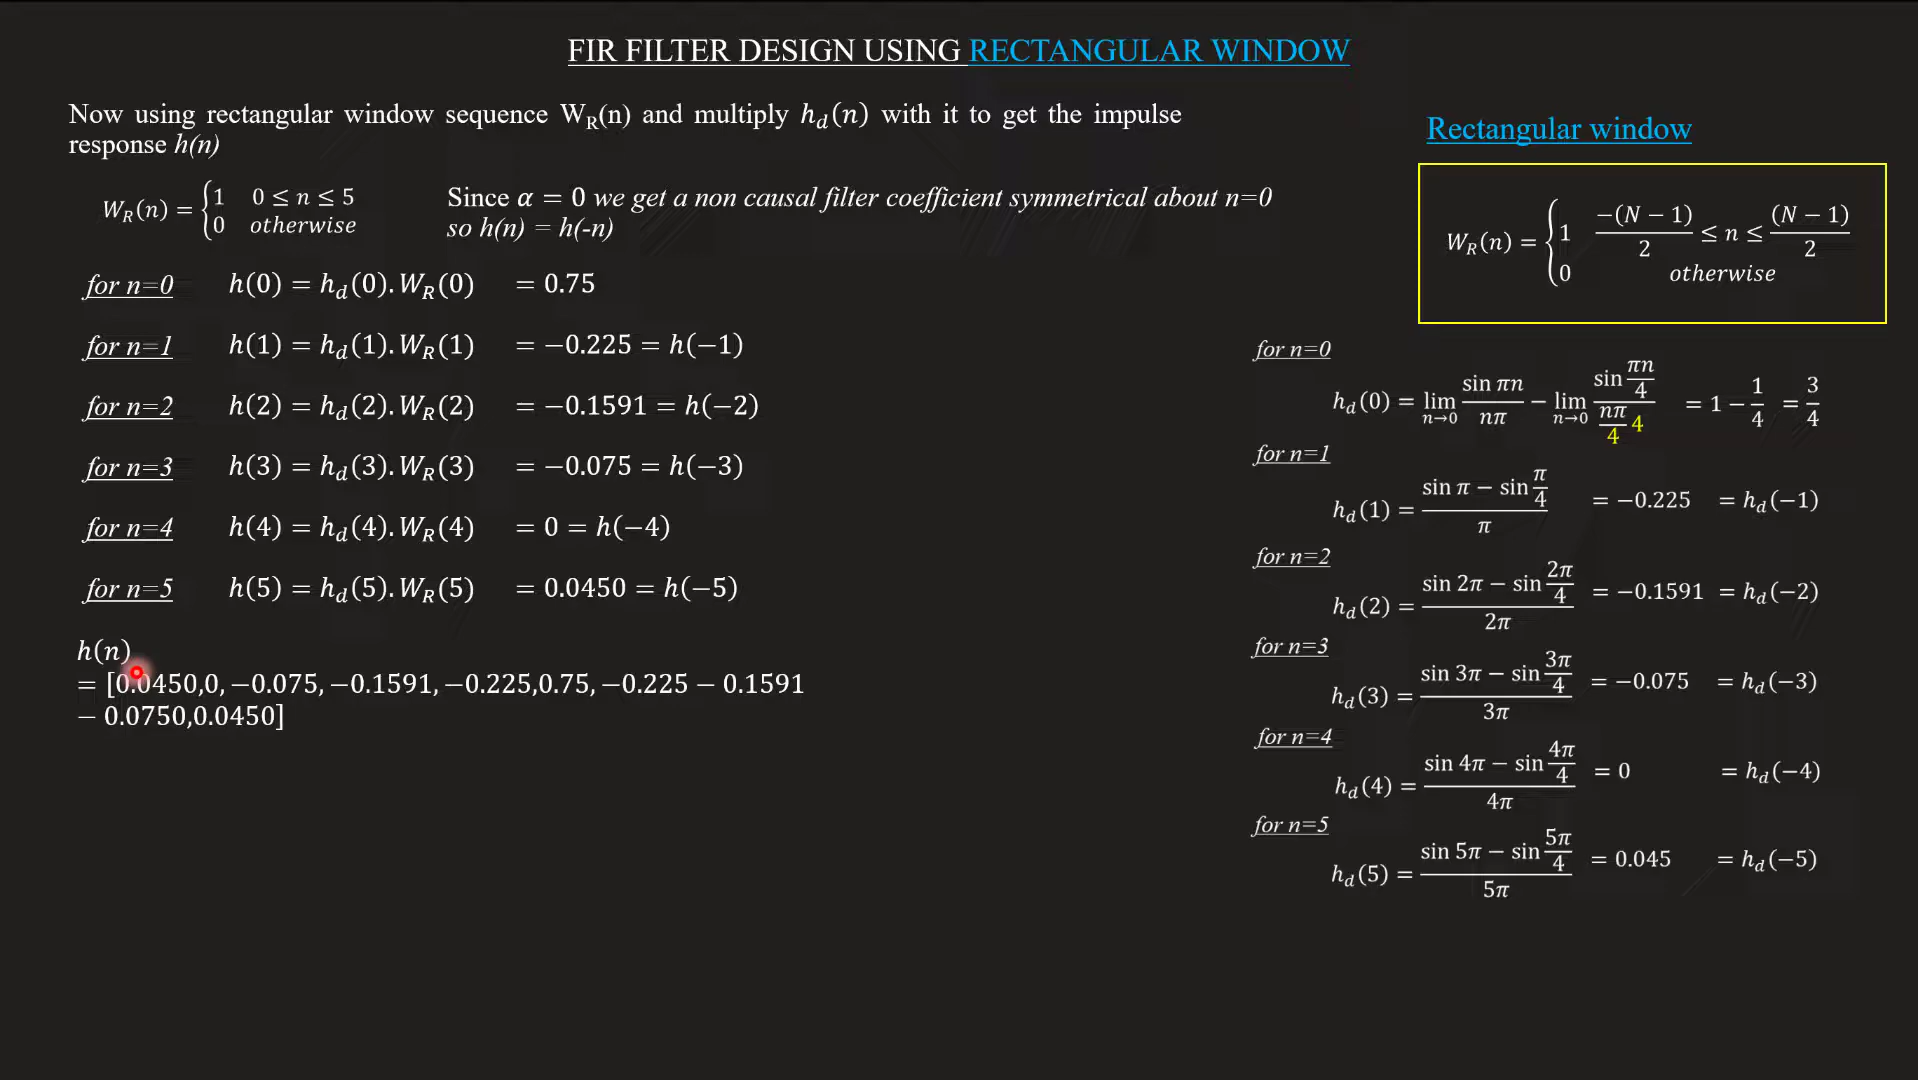 FIR FILTER DESIGN USING RECTANGULAR WINDOW
Now using rectangular window sequence W_R(n) and multiply h_d(n) with it to get the impulse
response h(n)
W_R(n) = {1 0 ≤ n ≤ 5
0 otherwise
Since α = 0 we get a non causal filter coefficient symmetrical about n=0
so h(n) = h(-n)
for n=0 h(0) = h_d(0). W_R(0) = 0.75
for n=1 h(1) = h_d(1). W_R(1) = −0.225 = h(−1)
for n=2 h(2) = h_d(2). W_R(2) = −0.1591 = h(−2)
for n=3 h(3) = h_d(3). W_R(3) = −0.075 = h(−3)
for n=4 h(4) = h_d(4). W_R(4) = 0 = h(−4)
for n=5 h(5) = h_d(5). W_R(5) = 0.0450 = h(−5)
h(n)
= [0.0450,0, −0.075, −0.1591, −0.225,0.75, −0.225 − 0.1591
− 0.0750,0.0450]
Rectangular window
W_R(n) = {1 −(N − 1)/2 ≤ n ≤ (N − 1)/2
0 otherwise
for n=0
h_d(0) = lim n→0 sin πn / nπ − lim n→0 sin πn/4 / nπ/4 4 = 1 − 1/4 = 3/4
for n=1
h_d(1) = sin π − sin π/4 / π = −0.225 = h_d(−1)
for n=2
h_d(2) = sin 2π − sin 2π/4 / 2π = −0.1591 = h_d(−2)
for n=3
h_d(3) = sin 3π − sin 3π/4 / 3π = −0.075 = h_d(−3)
for n=4
h_d(4) = sin 4π − sin 4π/4 / 4π = 0 = h_d(−4)
for n=5
h_d(5) = sin 5π − sin 5π/4 / 5π = 0.045 = h_d(−5)